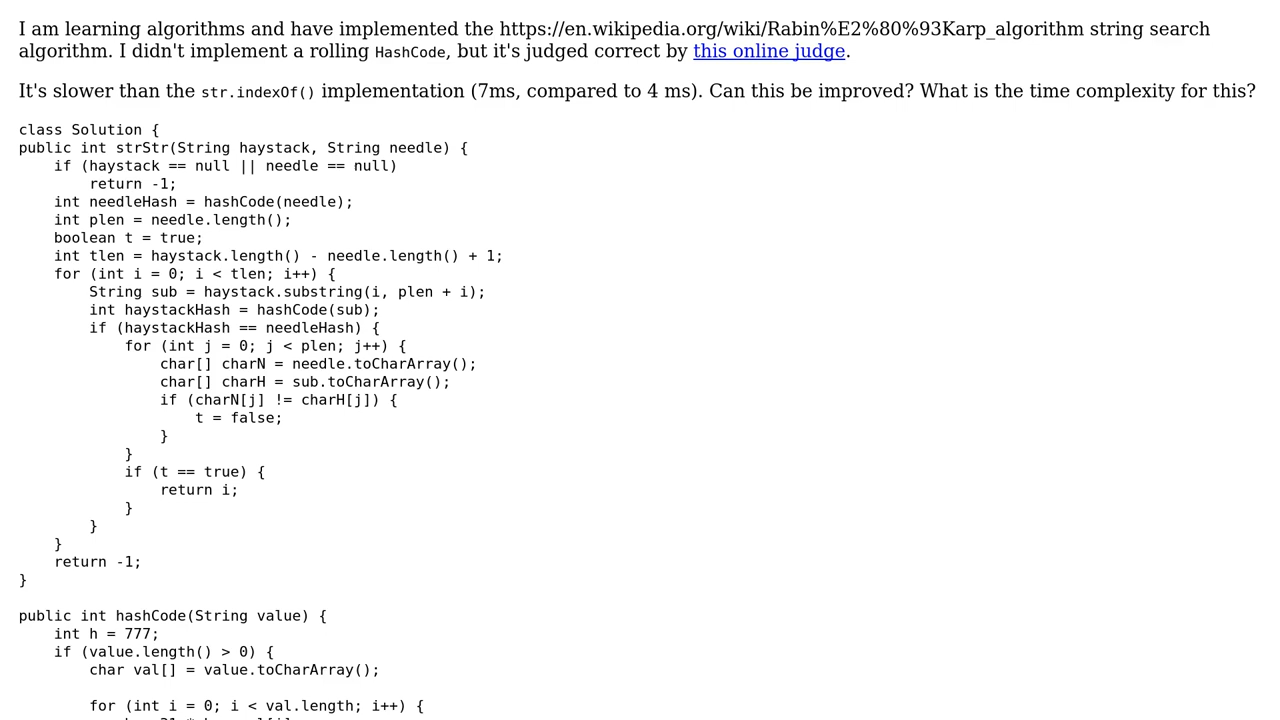 I am learning algorithms and have implemented the https://en.wikipedia.org/wiki/Rabin%E2%80%93Karp_algorithm string search
algorithm. I didn't implement a rolling HashCode, but it's judged correct by this online judge.
It's slower than the str.indexOf() implementation (7ms, compared to 4 ms). Can this be improved? What is the time complexity for this?
class Solution {
public int strStr(String haystack, String needle) {
    if (haystack == null || needle == null)
        return -1;
    int needleHash = hashCode(needle);
    int plen = needle.length();
    boolean t = true;
    int tlen = haystack.length() - needle.length() + 1;
    for (int i = 0; i < tlen; i++) {
        String sub = haystack.substring(i, plen + i);
        int haystackHash = hashCode(sub);
        if (haystackHash == needleHash) {
            for (int j = 0; j < plen; j++) {
                char[] charN = needle.toCharArray();
                char[] charH = sub.toCharArray();
                if (charN[j] != charH[j]) {
                    t = false;
                }
            }
            if (t == true) {
                return i;
            }
        }
    }
    return -1;
}
public int hashCode(String value) {
    int h = 777;
    if (value.length() > 0) {
        char val[] = value.toCharArray();
        for (int i = 0; i < val.length; i++) {